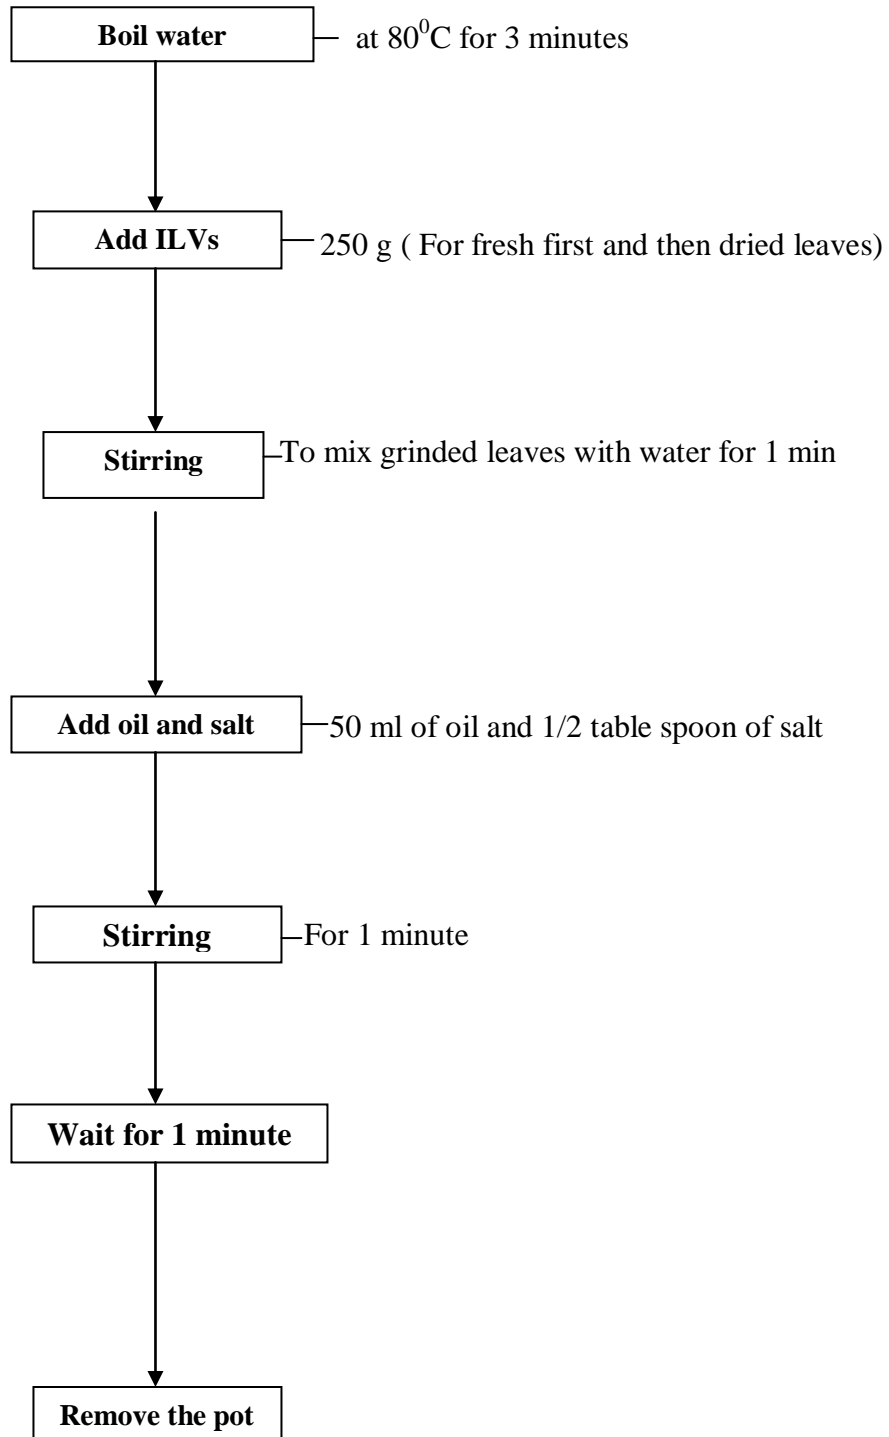 Boil water at 80⁰C for 3 minutes
Add ILVs 250 g ( For fresh first and then dried leaves)
Stirring To mix grinded leaves with water for 1 min
Add oil and salt 50 ml of oil and 1/2 table spoon of salt
Stirring For 1 minute
Wait for 1 minute
Remove the pot